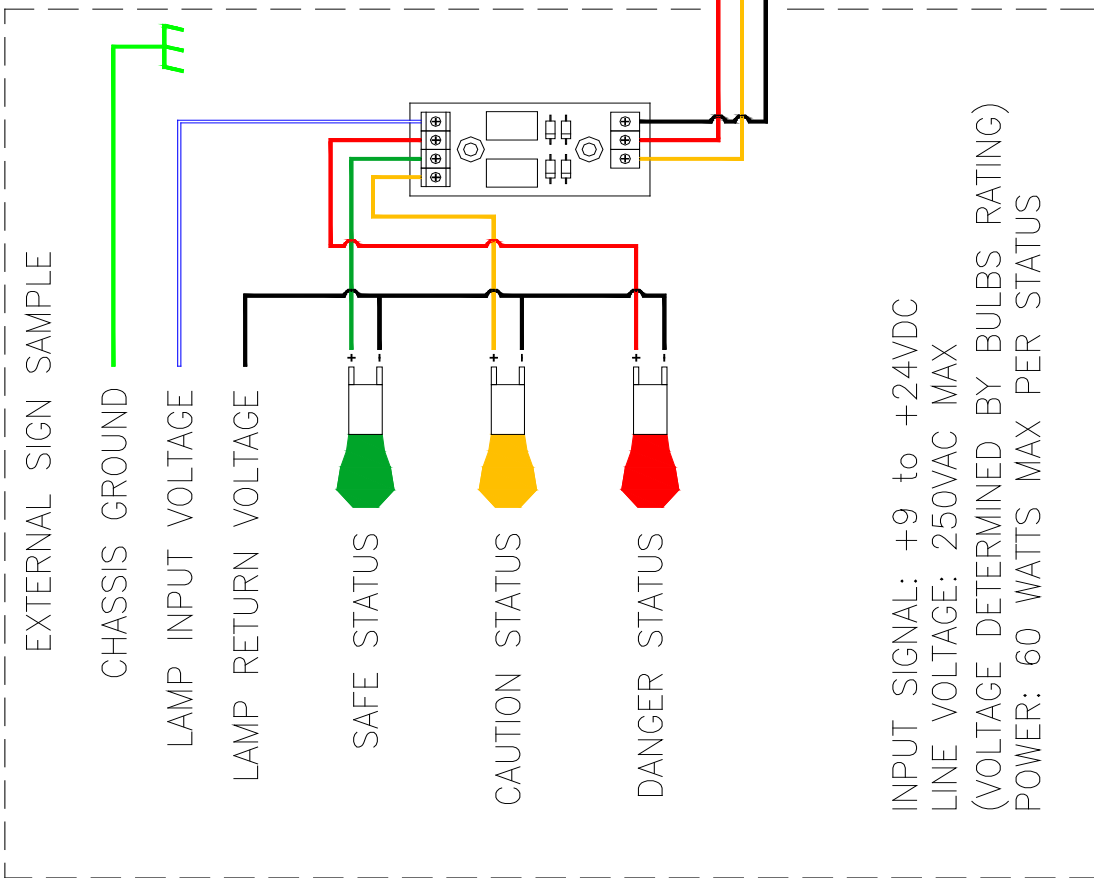 EXTERNAL SIGN SAMPLE
CHASSIS GROUND
LAMP INPUT VOLTAGE
LAMP RETURN VOLTAGE
+ -
+ -
+ -
SAFE STATUS
CAUTION STATUS
DANGER STATUS
INPUT SIGNAL: +9 to +24VDC
LINE VOLTAGE: 250VAC MAX
(VOLTAGE DETERMINED BY BULBS RATING)
POWER: 60 WATTS MAX PER STATUS